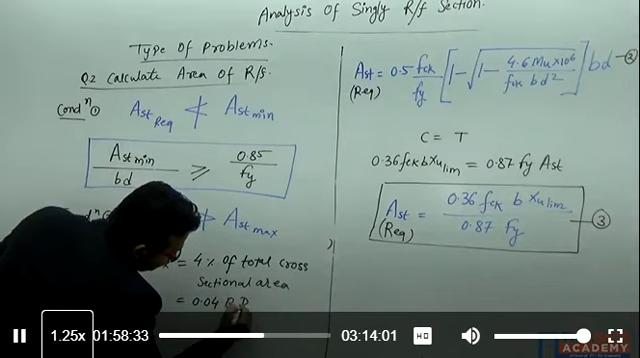 Analysis Of Singly R/f Section.
Type Of Problems.
Q.2 Calculate Area of R/f.
Condⁿ ① Ast Req ≮ Ast min
Ast min / bd ≥ 0.85 / fy
≯ Ast max
= 4% of total cross
Sectional area
= 0.04
Ast (Req) = 0.5 fck / fy [1 - √(1 - 4.6 Mu × 10⁶ / fck bd²)] bd -②
C = T
0.36 fck b xu lim = 0.87 fy Ast
Ast (Req) = 0.36 fck b xu lim / 0.87 fy -③
1.25x 01:58:33 03:14:01 HD
ACADEMY